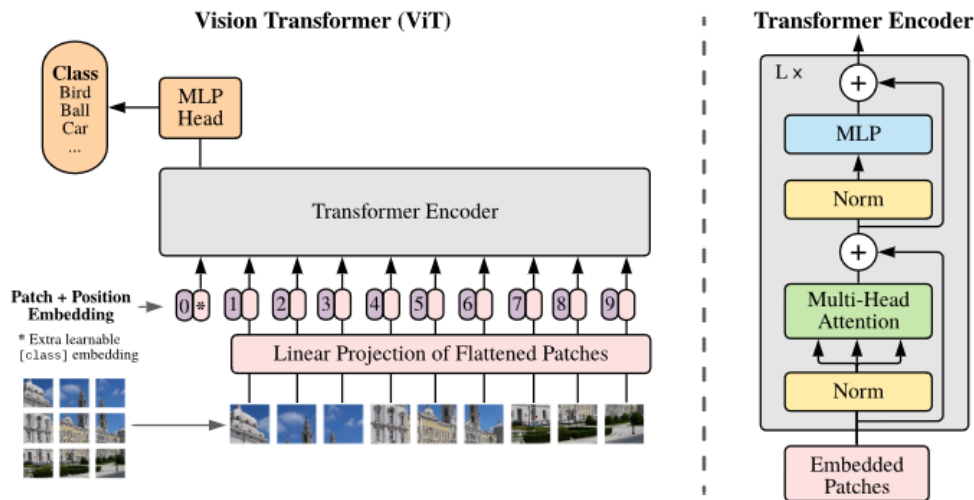 Vision Transformer (ViT)
Class
Bird
Ball
Car
...
MLP
Head
Transformer Encoder
Patch + Position
Embedding
0 * 1 2 3 4 5 6 7 8 9
* Extra learnable
[class] embedding
Linear Projection of Flattened Patches
Transformer Encoder
L ×
+
MLP
Norm
+
Multi-Head
Attention
Norm
Embedded
Patches